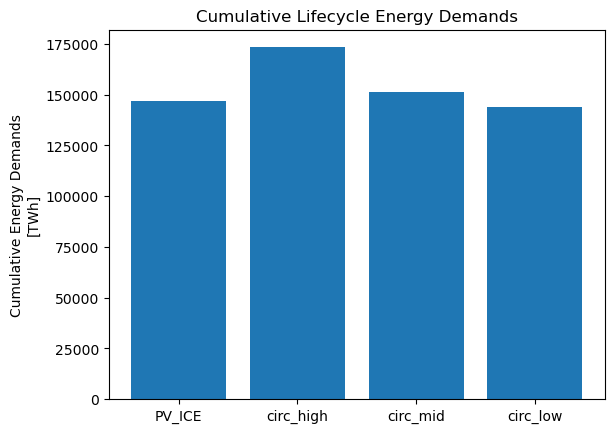 Cumulative Lifecycle Energy Demands
Cumulative Energy Demands
[TWh]
175000
150000
125000
100000
75000
50000
25000
0
PV_ICE circ_high circ_mid circ_low